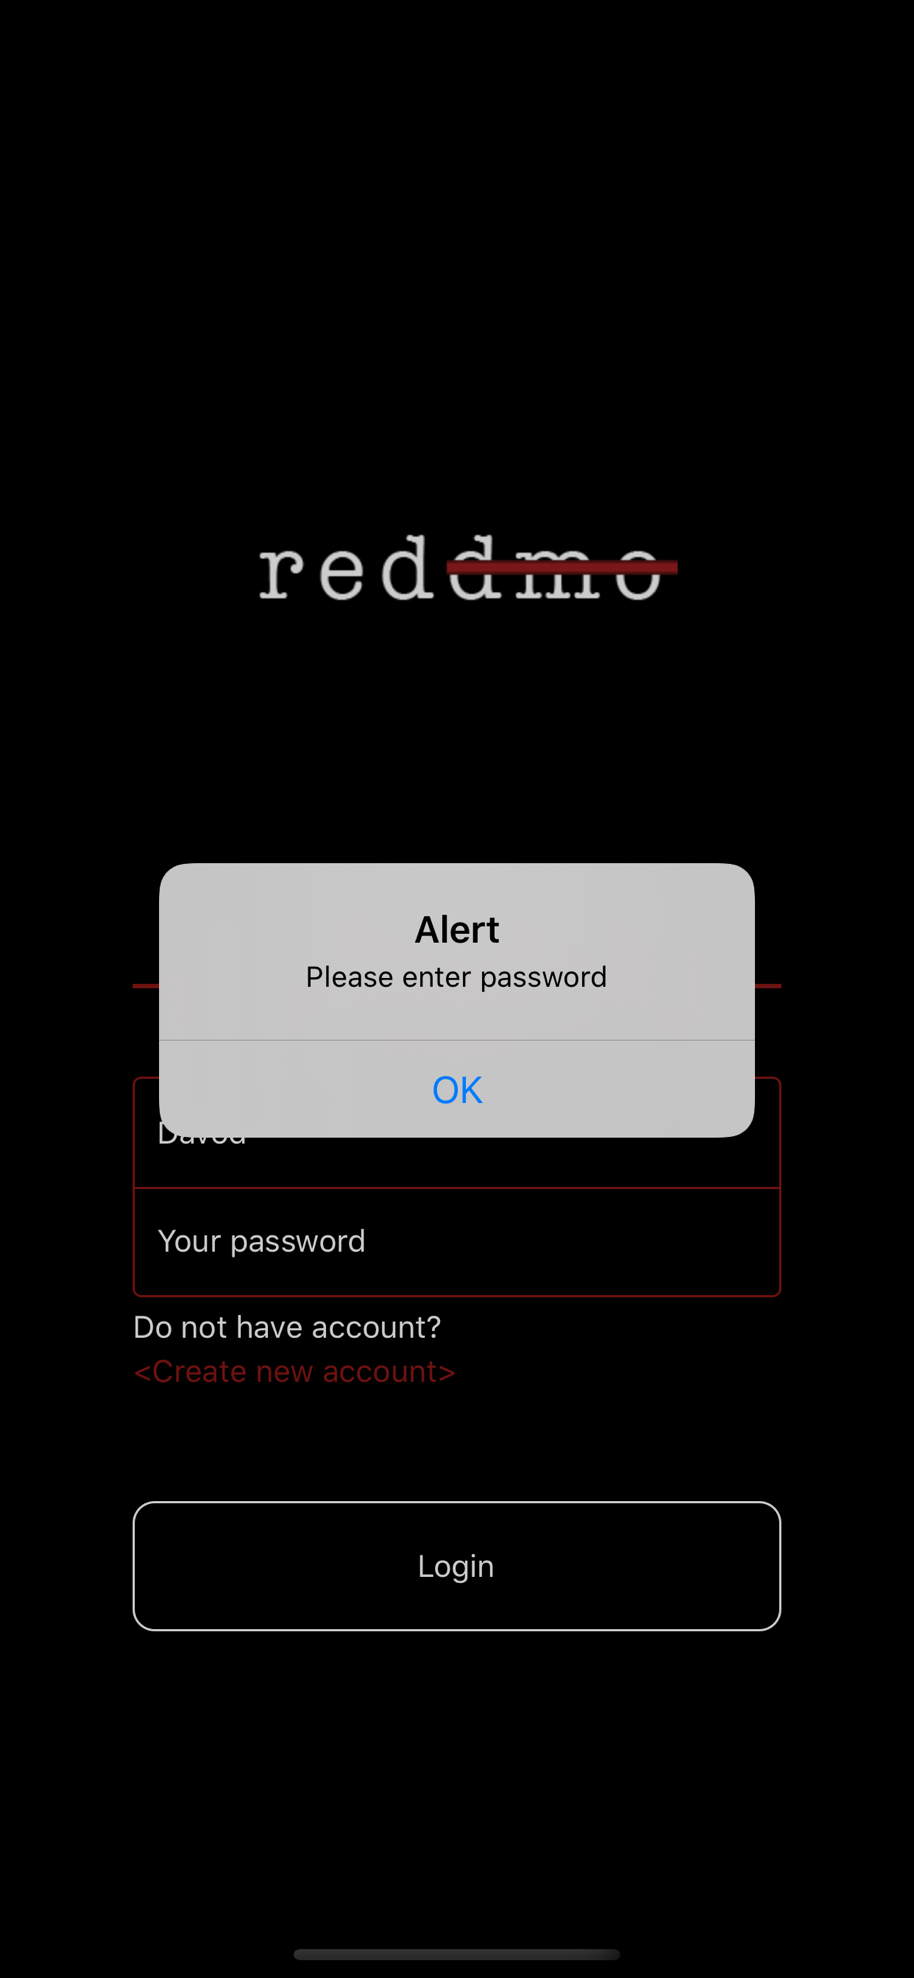 reddmo
Alert
Please enter password
OK
Your password
Do not have account?
<Create new account>
Login